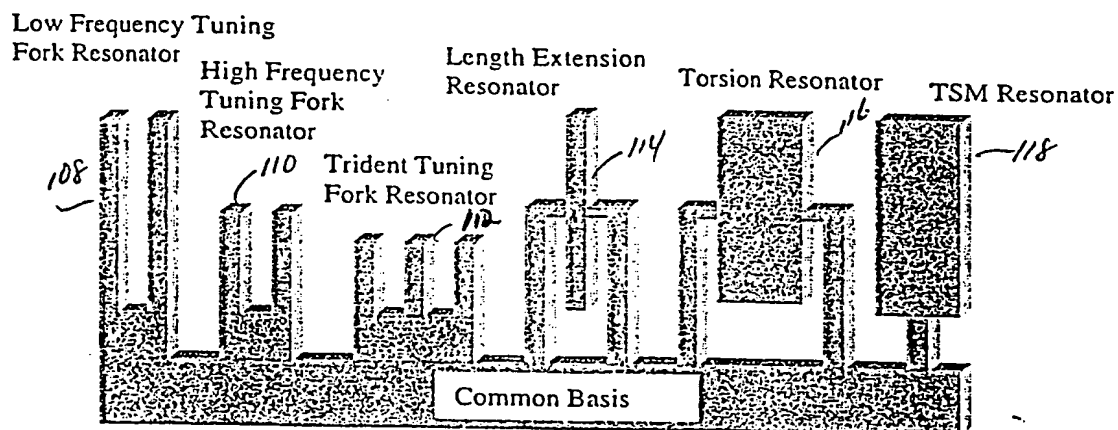 Low Frequency Tuning
Fork Resonator
High Frequency
Tuning Fork
Resonator
Trident Tuning
Fork Resonator
Length Extension
Resonator
Torsion Resonator
TSM Resonator
108
110
112
114
116
118
Common Basis